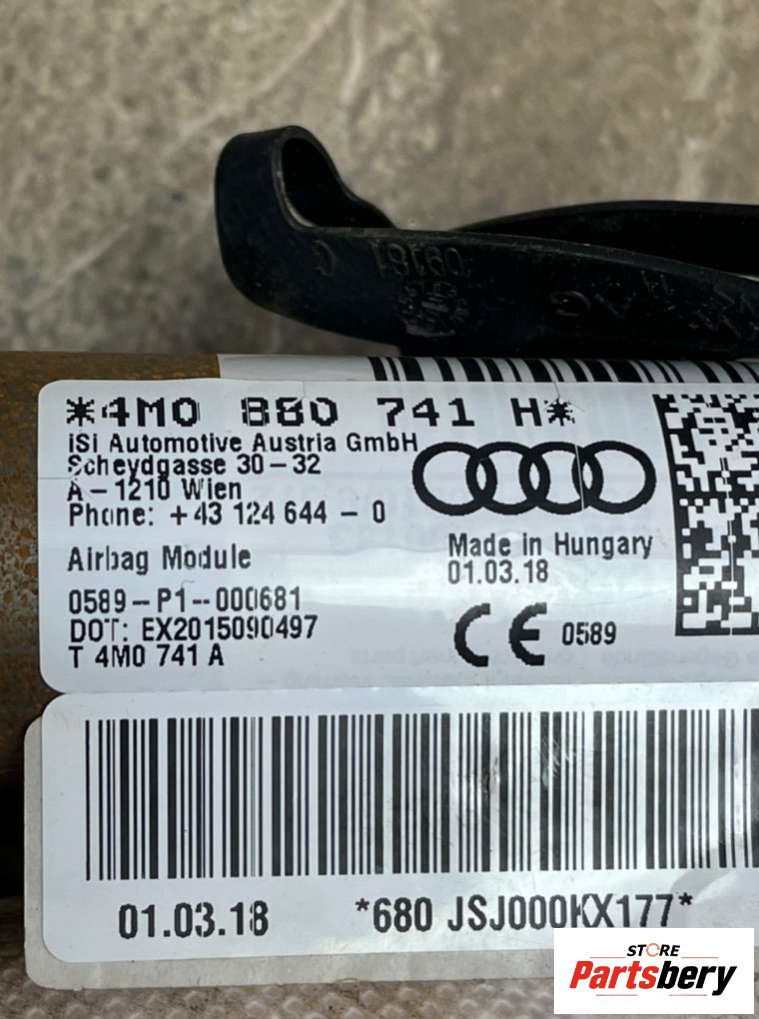 *4M0 880 741 H*
iSi Automotive Austria GmbH
Scheydgasse 30-32
A-1210 Wien
Phone: +43 124 644 - 0
Airbag Module
Made in Hungary
01.03.18
0589-P1--000681
DOT: EX2015090497
T 4M0 741 A
CE 0589
01.03.18 *680 JSJ000KX177*
STORE
Partsbery